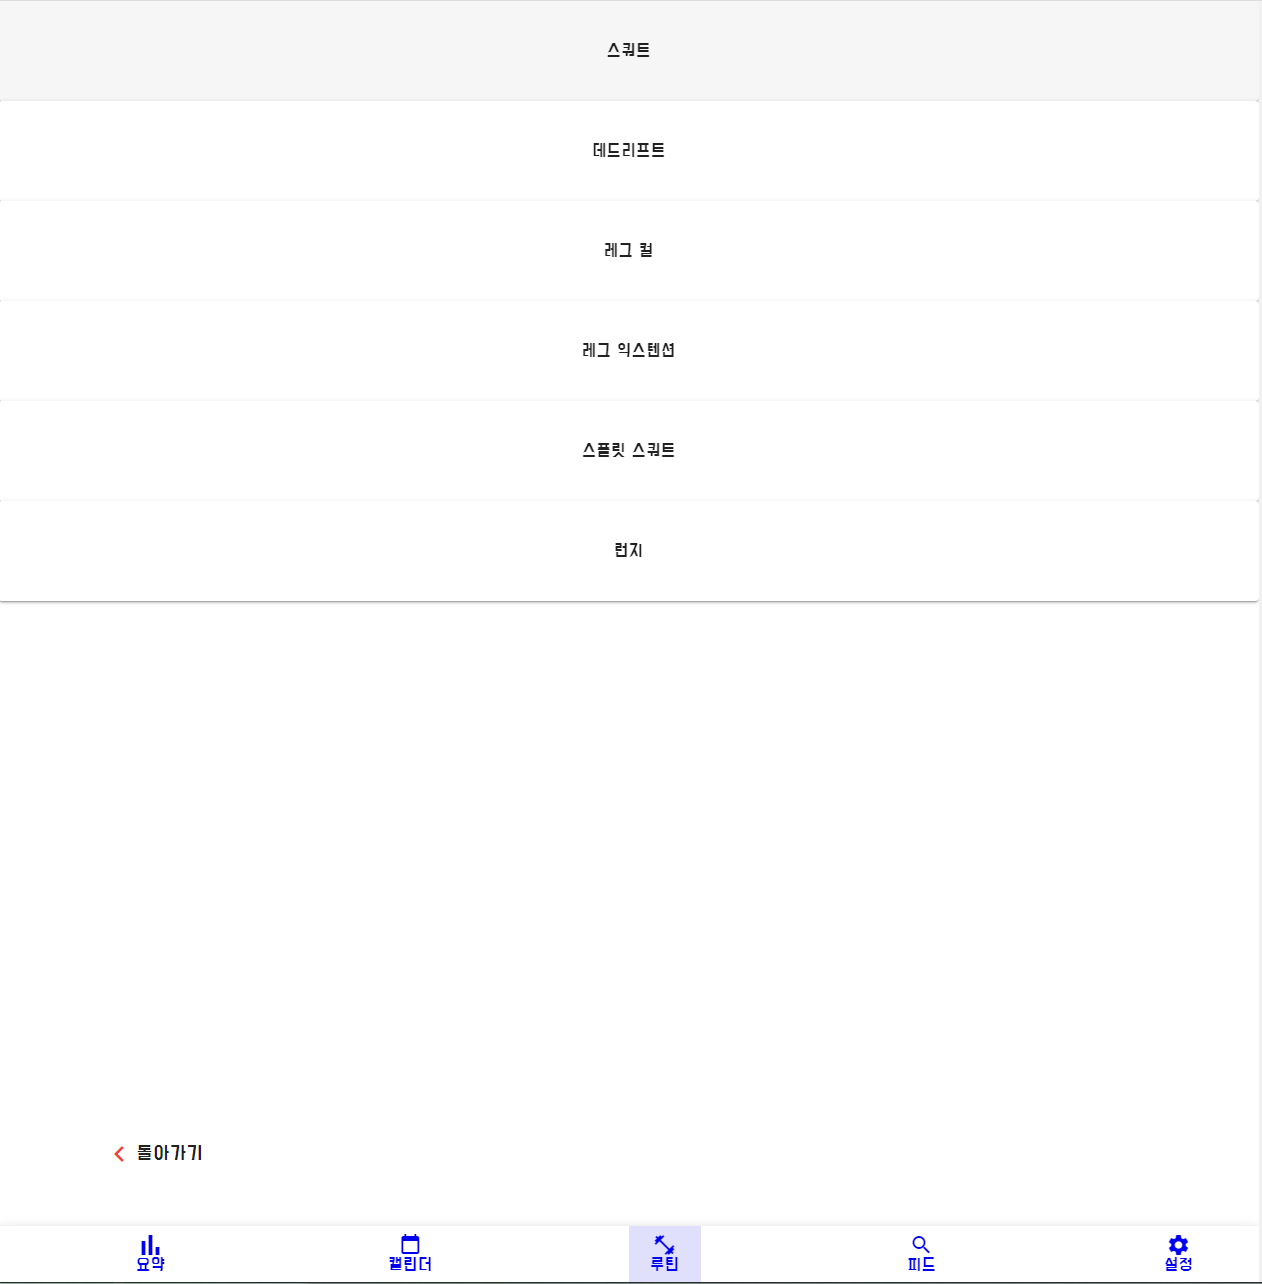 스쿼트
데드리프트
레그 컬
레그 익스텐션
스플릿 스쿼트
런지
돌아가기
요약
캘린더
루틴
피드
설정